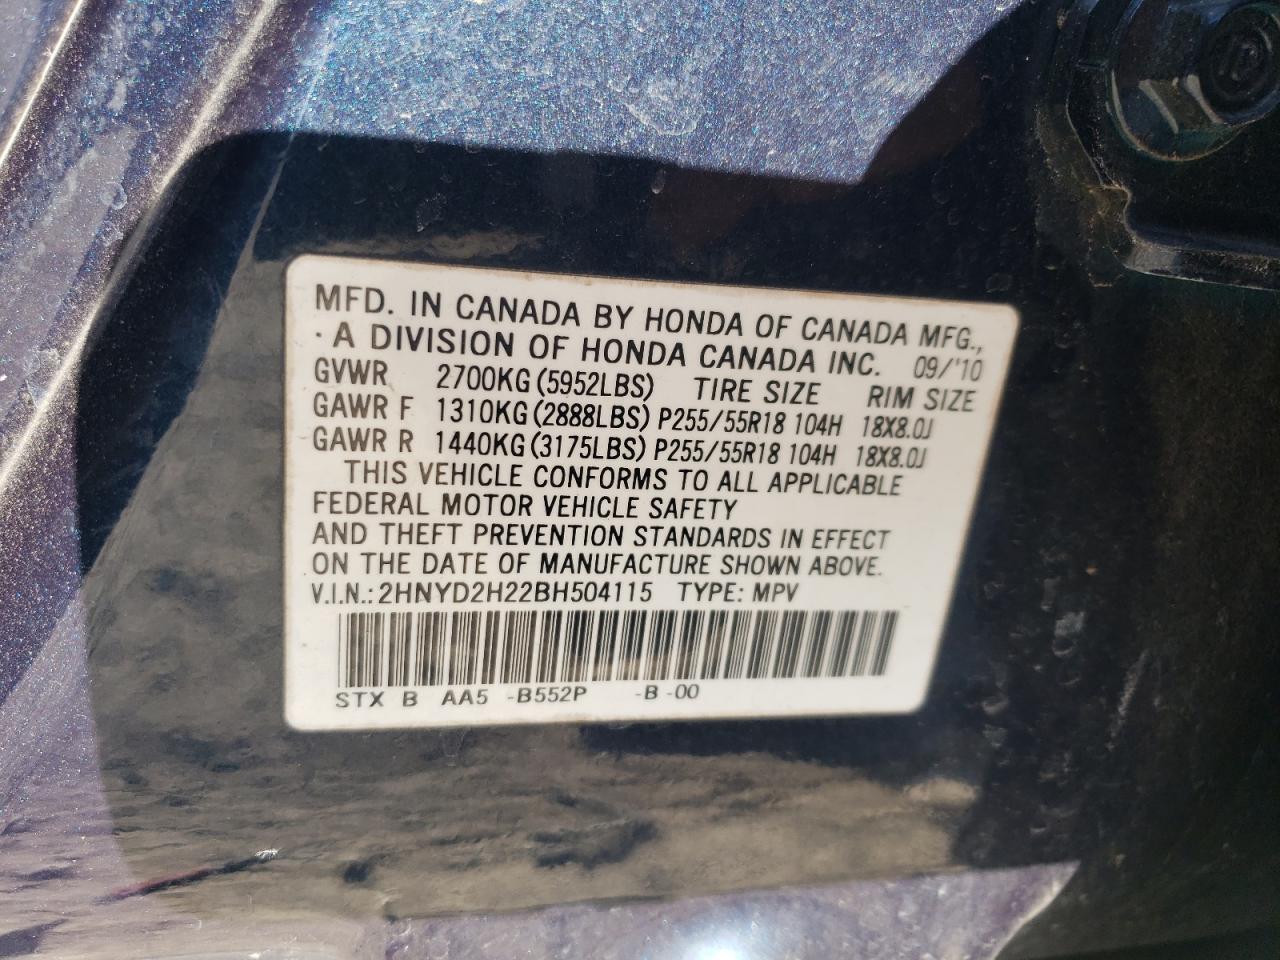 MFD. IN CANADA BY HONDA OF CANADA MFG.,
· A DIVISION OF HONDA CANADA INC. 09/'10
GVWR 2700KG (5952LBS) TIRE SIZE RIM SIZE
GAWR F 1310KG (2888LBS) P255/55R18 104H 18X8.0J
GAWR R 1440KG (3175LBS) P255/55R18 104H 18X8.0J
THIS VEHICLE CONFORMS TO ALL APPLICABLE
FEDERAL MOTOR VEHICLE SAFETY
AND THEFT PREVENTION STANDARDS IN EFFECT
ON THE DATE OF MANUFACTURE SHOWN ABOVE.
V.I.N.: 2HNYD2H22BH504115 TYPE: MPV
STX B AA5 -B552P -B -00